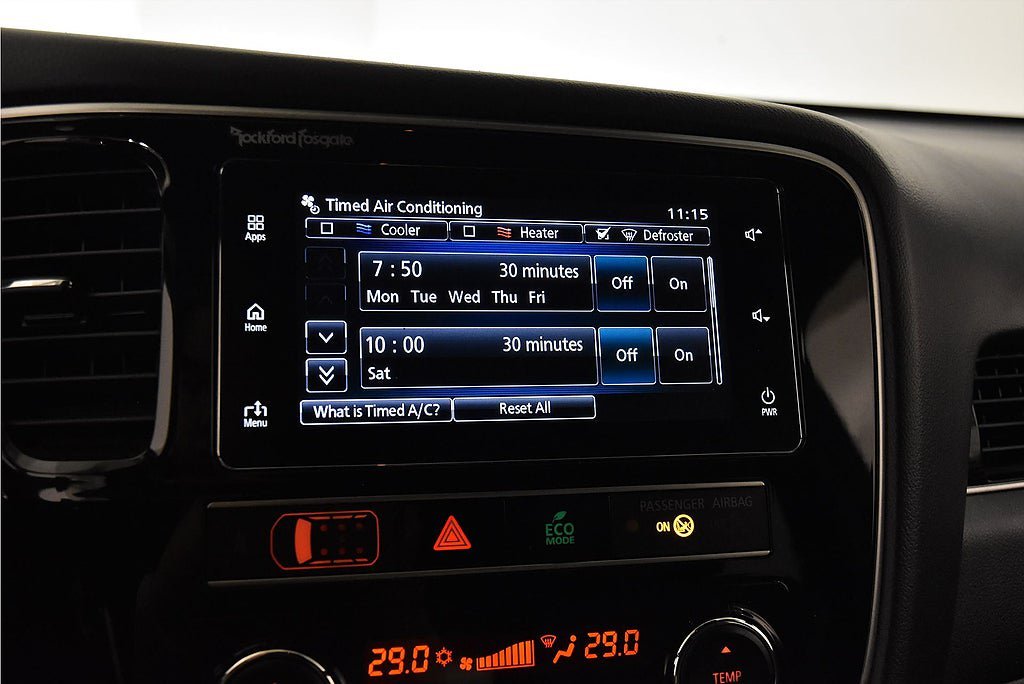 Rockford Fosgate
Timed Air Conditioning
11:15
Cooler Heater Defroster
Apps
7:50 30 minutes Off On
Mon Tue Wed Thu Fri
Home
10:00 30 minutes Off On
Sat
What is Timed A/C? Reset All
Menu
PWR
PASSENGER AIRBAG
ECO
MODE
ON
29.0 29.0
TEMP